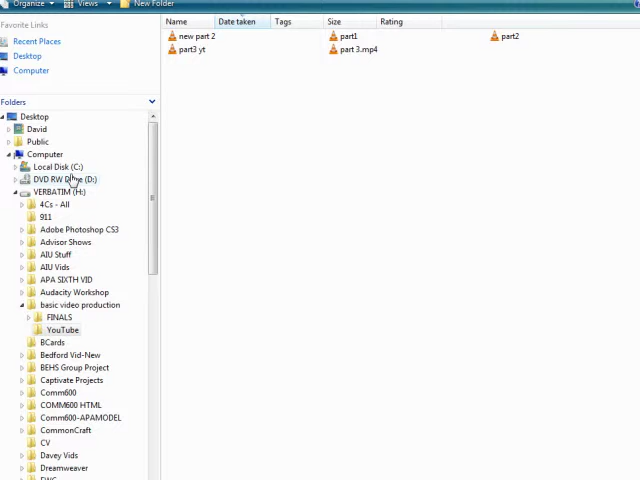 Organize Views New Folder
Favorite Links
Recent Places
Desktop
Computer
Folders
Desktop
David
Public
Computer
Local Disk (C:)
DVD RW (D:)
VERBATIM (H:)
4Cs - All
911
Adobe Photoshop CS3
Advisor Shows
AIU Stuff
AIU Vids
APA SIXTH VID
Audacity Workshop
basic video production
FINALS
YouTube
BCards
Bedford Vid-New
BEHS Group Project
Captivate Projects
Comm600
COMM600 HTML
Comm600-APAMODEL
CommonCraft
CV
Davey Vids
Dreamweaver
Name Date taken Tags Size Rating
new part 2 part1 part2
part3 yt part 3.mp4